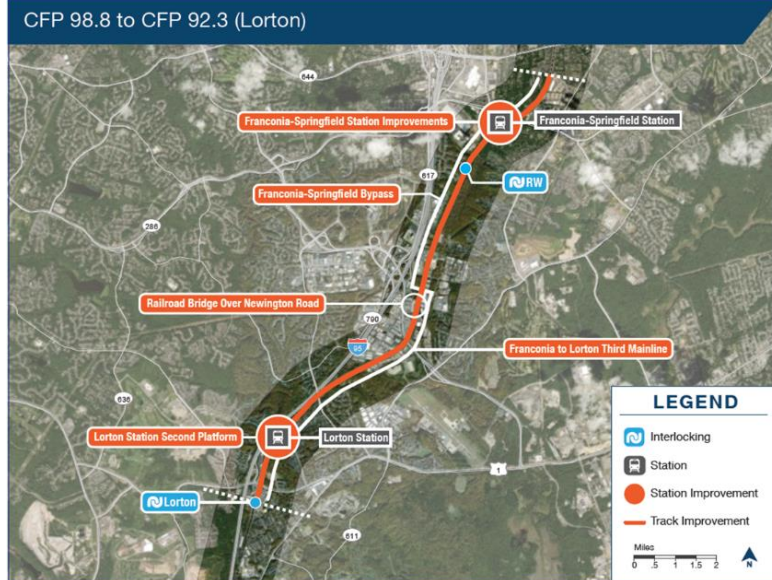 CFP 98.8 to CFP 92.3 (Lorton)
644
Franconia-Springfield Station Improvements
Franconia-Springfield Station
617
RW
Franconia-Springfield Bypass
286
Railroad Bridge Over Newington Road
790
95
Franconia to Lorton Third Mainline
636
Lorton Station Second Platform
Lorton Station
1
Lorton
611
LEGEND
Interlocking
Station
Station Improvement
Track Improvement
Miles
0 .5 1 1.5 2
N